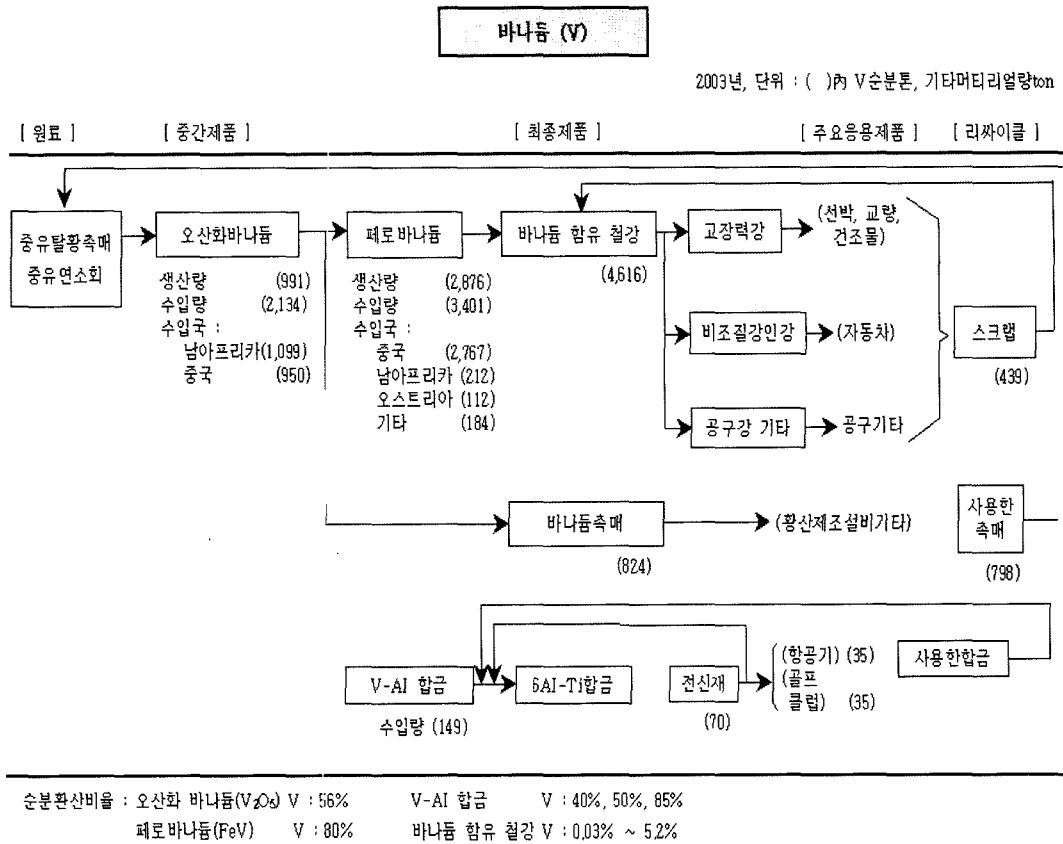 바나듐 (V)
2003년, 단위 : ( )內 V순분톤, 기타머티리얼량ton
[ 원료 ] [ 중간제품 ] [ 최종제품 ] [ 주요응용제품 ] [ 리싸이클 ]
중유탈황촉매
중유연소회
오산화바나듐
생산량 (991)
수입량 (2,134)
수입국 :
남아프리카(1,099)
중국 (950)
페로바나듐
생산량 (2,876)
수입량 (3,401)
수입국 :
중국 (2,767)
남아프리카 (212)
오스트리아 (112)
기타 (184)
바나듐 함유 철강
(4,616)
교장력강
(선박, 교량,
건조물)
비조질강인강
(자동차)
공구강 기타
공구기타
스크랩
(439)
바나듐촉매
(824)
(황산제조설비기타)
사용한
촉매
(798)
V-Al 합금
수입량 (149)
6Al-Ti합금
전신재
(70)
(항공기) (35)
(골프
클럽) (35)
사용한합금
순분환산비율 : 오산화 바나듐(V₂O₅) V : 56% V-Al 합금 V : 40%, 50%, 85%
페로바나듐(FeV) V : 80% 바나듐 함유 철강 V : 0.03% ~ 5.2%